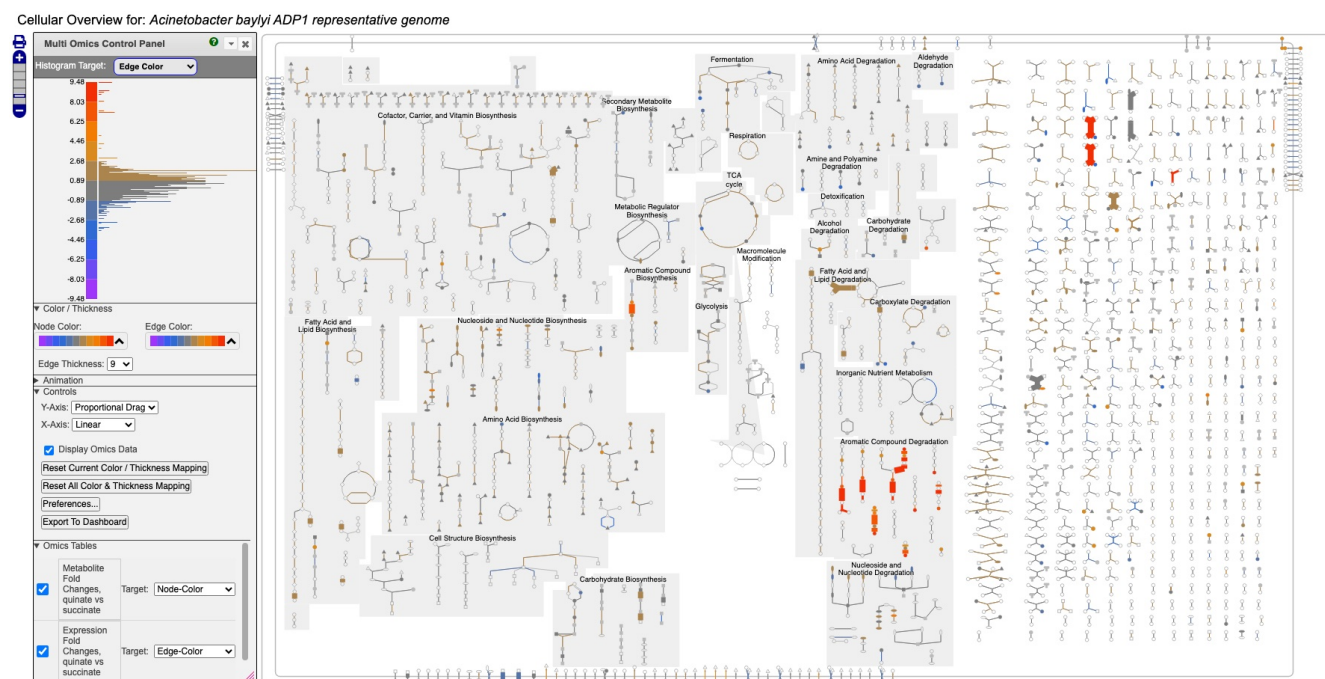 Cellular Overview for: Acinetobacter baylyi ADP1 representative genome
Multi Omics Control Panel
Histogram Target: Edge Color
9.48
8.03
6.25
4.46
2.68
0.89
-0.89
-2.68
-4.46
-6.25
-8.03
-9.48
Color / Thickness
Node Color:
Edge Color:
Edge Thickness: 9
Animation
Controls
Y-Axis: Proportional Drag
X-Axis: Linear
Display Omics Data
Reset Current Color / Thickness Mapping
Reset All Color & Thickness Mapping
Preferences...
Export To Dashboard
Omics Tables
Metabolite
Fold
Changes,
quinate vs
succinate
Target: Node-Color
Expression
Fold
Changes,
quinate vs
succinate
Target: Edge-Color
Cofactor, Carrier, and Vitamin Biosynthesis
Secondary Metabolite
Biosynthesis
Fermentation
Amino Acid Degradation
Aldehyde
Degradation
Respiration
Amine and Polyamine
Degradation
TCA
cycle
Detoxification
Metabolic Regulator
Biosynthesis
Alcohol
Degradation
Carbohydrate
Degradation
Macromolecule
Modification
Aromatic Compound
Biosynthesis
Fatty Acid and
Lipid Degradation
Glycolysis
Carboxylate Degradation
Fatty Acid and
Lipid Biosynthesis
Nucleoside and Nucleotide Biosynthesis
Inorganic Nutrient Metabolism
Amino Acid Biosynthesis
Aromatic Compound Degradation
Cell Structure Biosynthesis
Carbohydrate Biosynthesis
Nucleoside and
Nucleotide Degradation